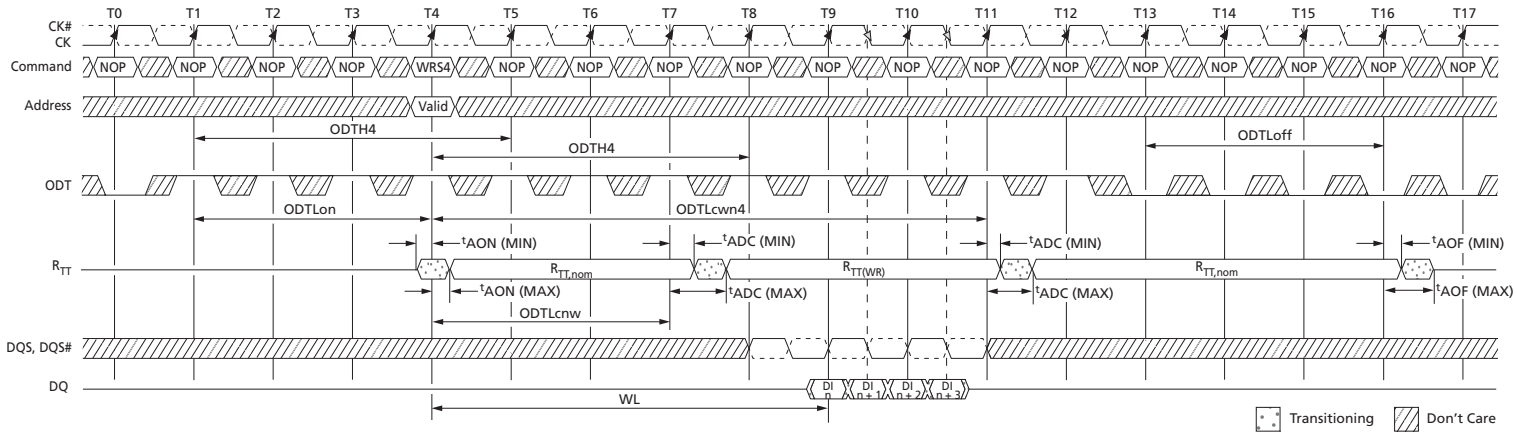 T0 T1 T2 T3 T4 T5 T6 T7 T8 T9 T10 T11 T12 T13 T14 T15 T16 T17
CK#
CK
Command NOP NOP NOP NOP WRS4 NOP NOP NOP NOP NOP NOP NOP NOP NOP NOP NOP NOP NOP
Address Valid
ODTH4 ODTLoff
ODTH4
ODT
ODTLon ODTLcwn4
tAON (MIN) tADC (MIN) tADC (MIN) tAOF (MIN)
RTT RTT,nom RTT(WR) RTT,nom
tAON (MAX) tADC (MAX) tADC (MAX) tAOF (MAX)
ODTLcnw
DQS, DQS#
DQ DI n DI n + 1 DI n + 2 DI n + 3
WL
Transitioning Don't Care